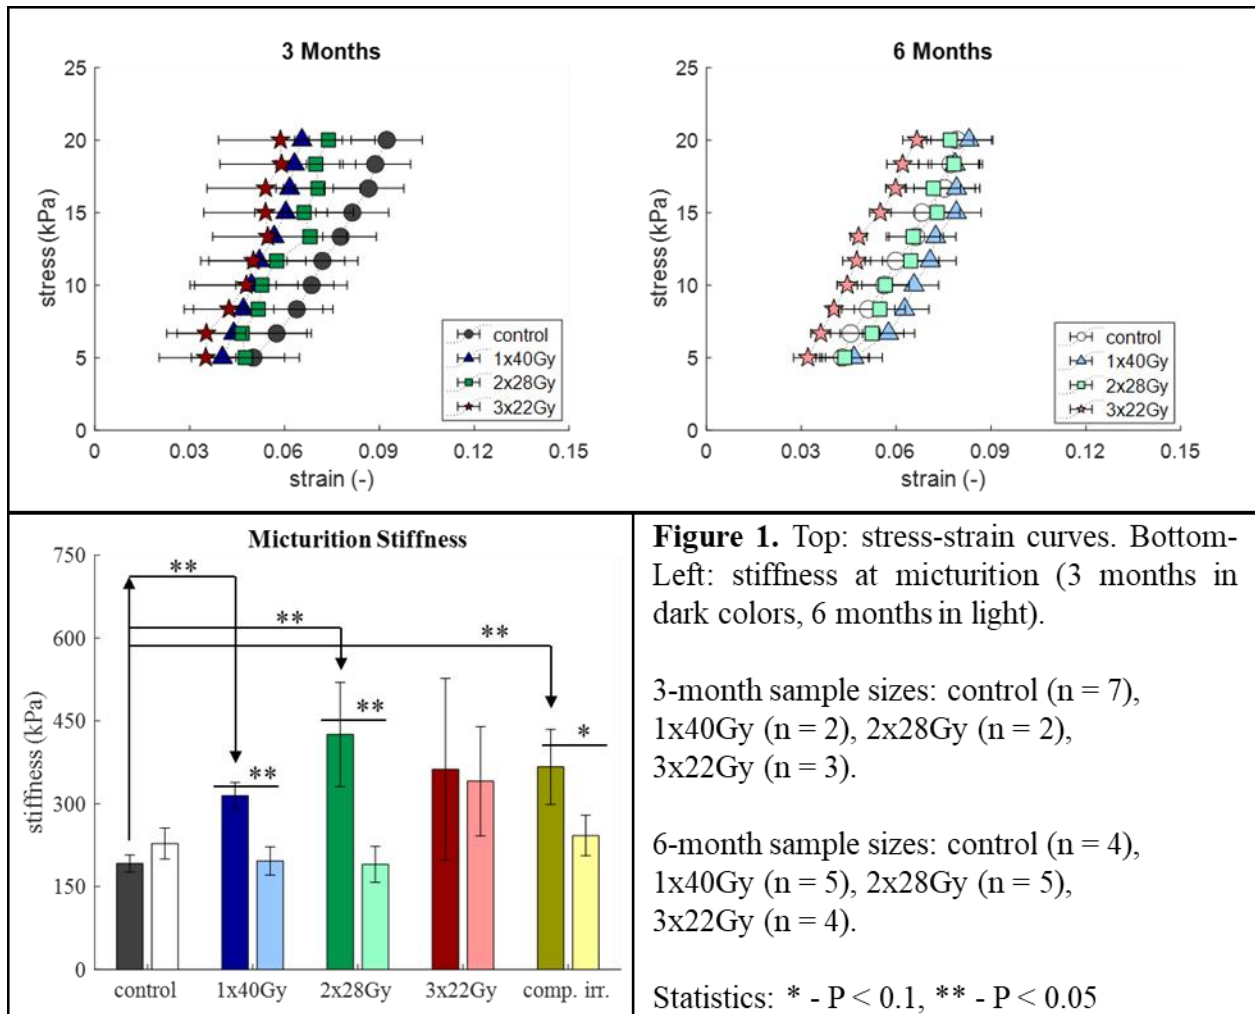 3 Months
25
20
15
10
5
0
stress (kPa)
0 0.03 0.06 0.09 0.12 0.15
strain (-)
control
1x40Gy
2x28Gy
3x22Gy
6 Months
25
20
15
10
5
0
stress (kPa)
0 0.03 0.06 0.09 0.12 0.15
strain (-)
control
1x40Gy
2x28Gy
3x22Gy
Micturition Stiffness
750
600
450
300
150
0
stiffness (kPa)
**
**
**
**
**
*
control 1x40Gy 2x28Gy 3x22Gy comp. irr.
Figure 1. Top: stress-strain curves. Bottom-
Left: stiffness at micturition (3 months in
dark colors, 6 months in light).
3-month sample sizes: control (n = 7),
1x40Gy (n = 2), 2x28Gy (n = 2),
3x22Gy (n = 3).
6-month sample sizes: control (n = 4),
1x40Gy (n = 5), 2x28Gy (n = 5),
3x22Gy (n = 4).
Statistics: * - P < 0.1, ** - P < 0.05